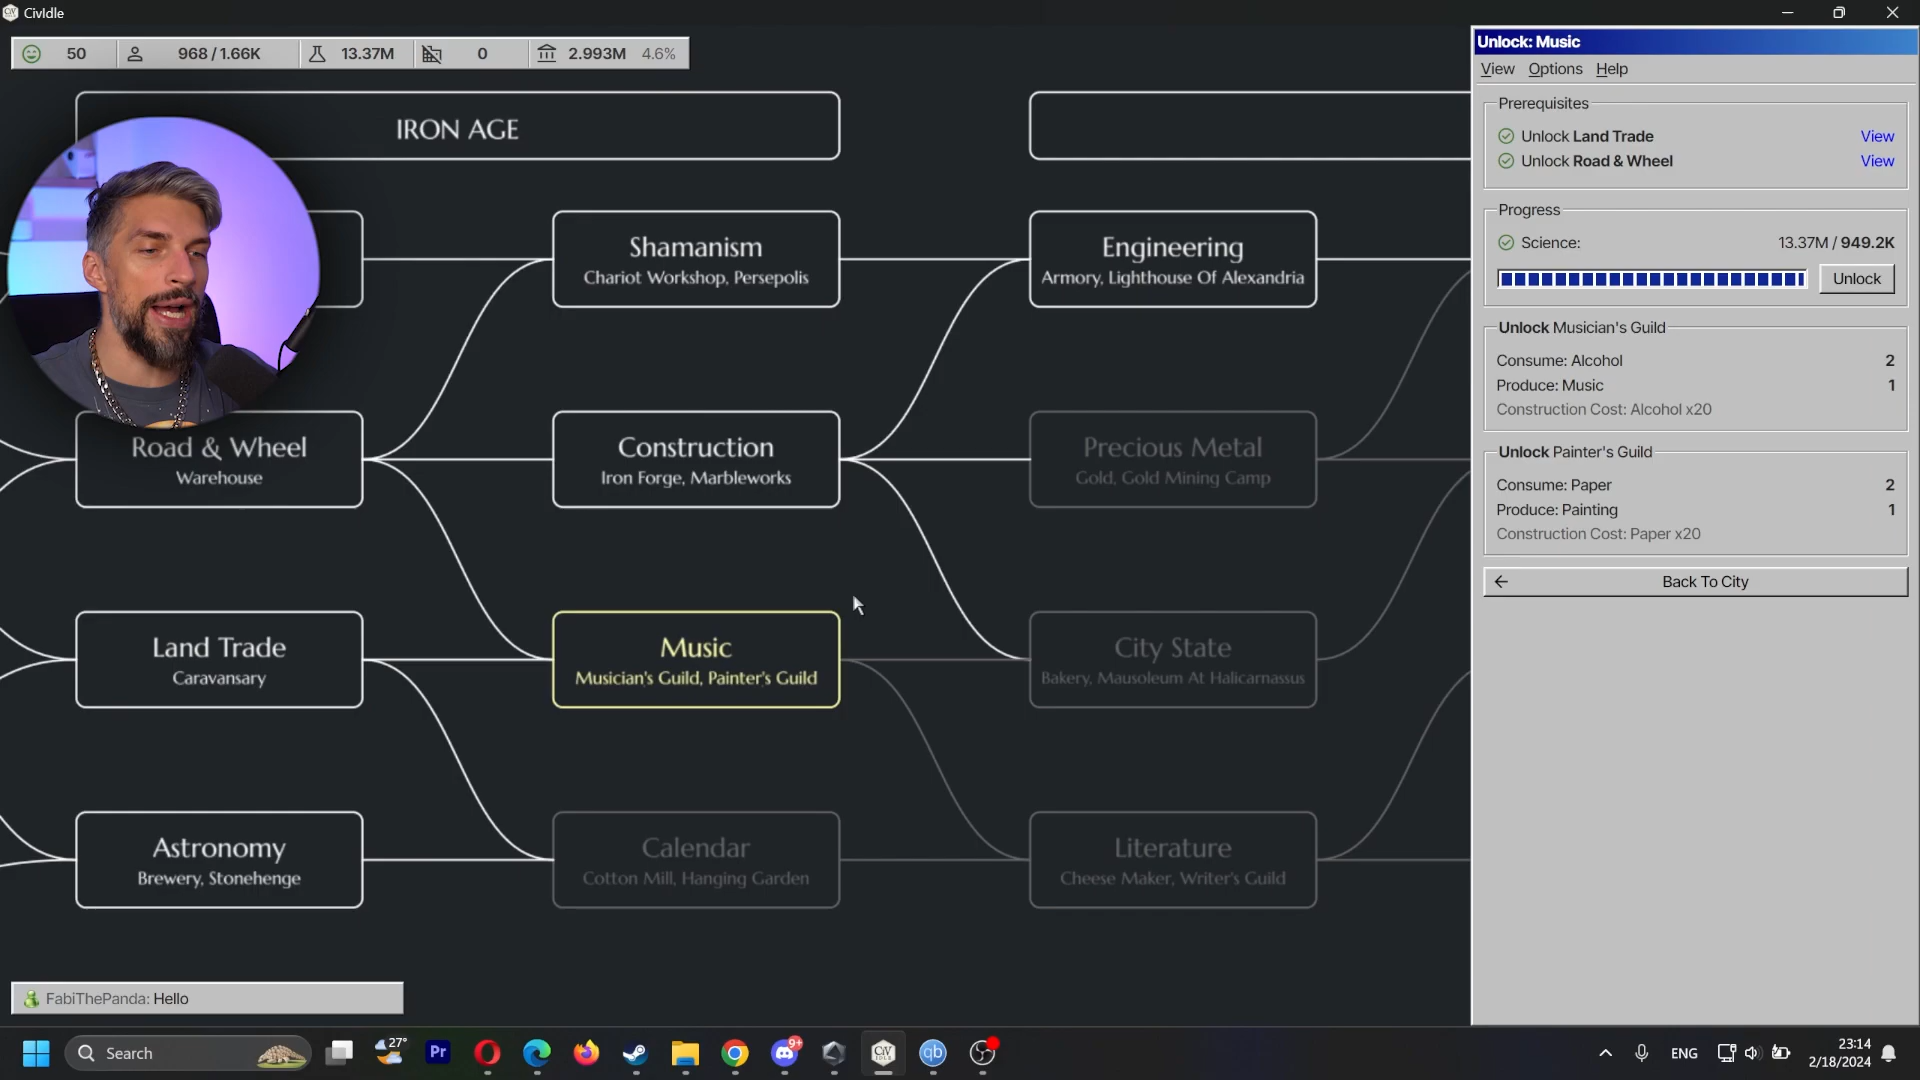 CivIdle
50
968 / 1.66K
13.37M
0
2.993M 4.6%
IRON AGE
Shamanism
Chariot Workshop, Persepolis
Engineering
Armory, Lighthouse Of Alexandria
Road & Wheel
Warehouse
Construction
Iron Forge, Marbleworks
Precious Metal
Gold, Gold Mining Camp
Land Trade
Caravansary
Music
Musician's Guild, Painter's Guild
City State
Bakery, Mausoleum At Halicarnassus
Astronomy
Brewery, Stonehenge
Calendar
Cotton Mill, Hanging Garden
Literature
Cheese Maker, Writer's Guild
FabiThePanda: Hello
Unlock: Music
View Options Help
Prerequisites
Unlock Land Trade View
Unlock Road & Wheel View
Progress
Science: 13.37M / 949.2K
Unlock
Unlock Musician's Guild
Consume: Alcohol 2
Produce: Music 1
Construction Cost: Alcohol x20
Unlock Painter's Guild
Consume: Paper 2
Produce: Painting 1
Construction Cost: Paper x20
Back To City
Search
27°
Pr
9+
CIV
IDLE
qb
ENG
23:14
2/18/2024